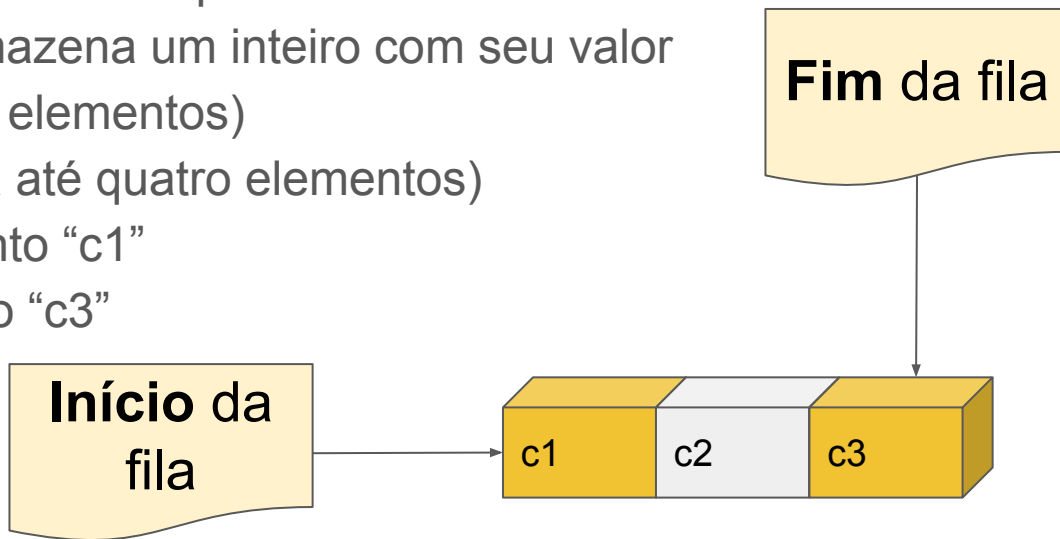 mazena um inteiro com seu valor
elementos)
até quatro elementos)
nto “c1”
o “c3”
Fim da fila
Início da
fila
c1 c2 c3